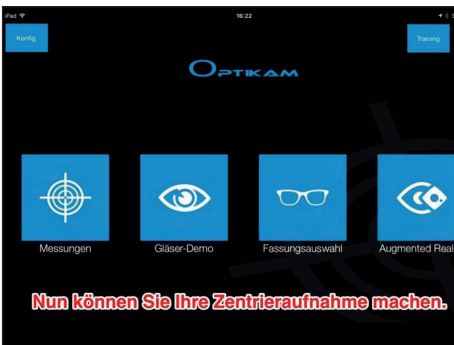 iPad 16:22
Konfig. Training
OPTIKAM
Messungen Gläser-Demo Fassungsauswahl Augmented Real
Nun können Sie Ihre Zentrieraufnahme machen.